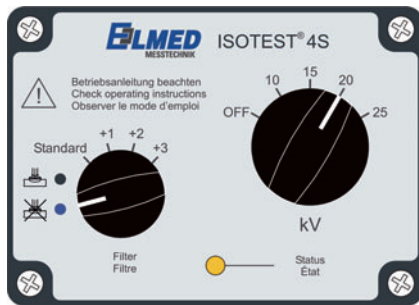 ELMED ISOTEST® 4S
MESSTECHNIK
Betriebsanleitung beachten
Check operating instructions
Observer le mode d'emploi
OFF 10 15 20 25
kV
Standard +1 +2 +3
Filter
Filtre
Status
État